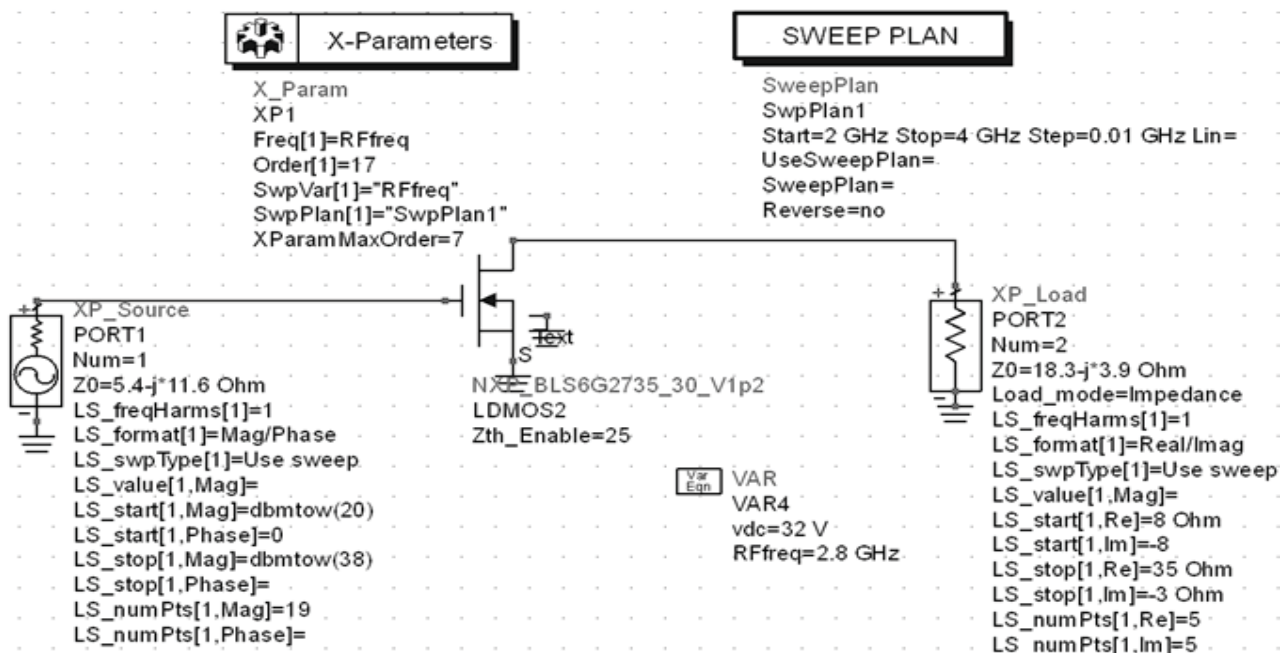 X-Parameters
X_Param
XP1
Freq[1]=RFfreq
Order[1]=17
SwpVar[1]="RFfreq"
SwpPlan[1]="SwpPlan1"
XParamMaxOrder=7
SWEEP PLAN
SweepPlan
SwpPlan1
Start=2 GHz Stop=4 GHz Step=0.01 GHz Lin=
UseSweepPlan=
SweepPlan=
Reverse=no
+
XP_Source
PORT1
Num=1
Z0=5.4-j*11.6 Ohm
LS_freqHarms[1]=1
LS_format[1]=Mag/Phase
LS_swpType[1]=Use sweep
LS_value[1,Mag]=
LS_start[1,Mag]=dbmtow(20)
LS_start[1,Phase]=0
LS_stop[1,Mag]=dbmtow(38)
LS_stop[1,Phase]=
LS_numPts[1,Mag]=19
LS_numPts[1,Phase]=
-
Text
S
NXP_BLS6G2735_30_V1p2
LDMOS2
Zth_Enable=25
Var
Eqn
VAR
VAR4
vdc=32 V
RFfreq=2.8 GHz
+
XP_Load
PORT2
Num=2
Z0=18.3-j*3.9 Ohm
Load_mode=Impedance
LS_freqHarms[1]=1
LS_format[1]=Real/Imag
LS_swpType[1]=Use sweep
LS_value[1,Mag]=
LS_start[1,Re]=8 Ohm
LS_start[1,Im]=-8
LS_stop[1,Re]=35 Ohm
LS_stop[1,Im]=-3 Ohm
LS_numPts[1,Re]=5
LS_numPts[1,Im]=5
-